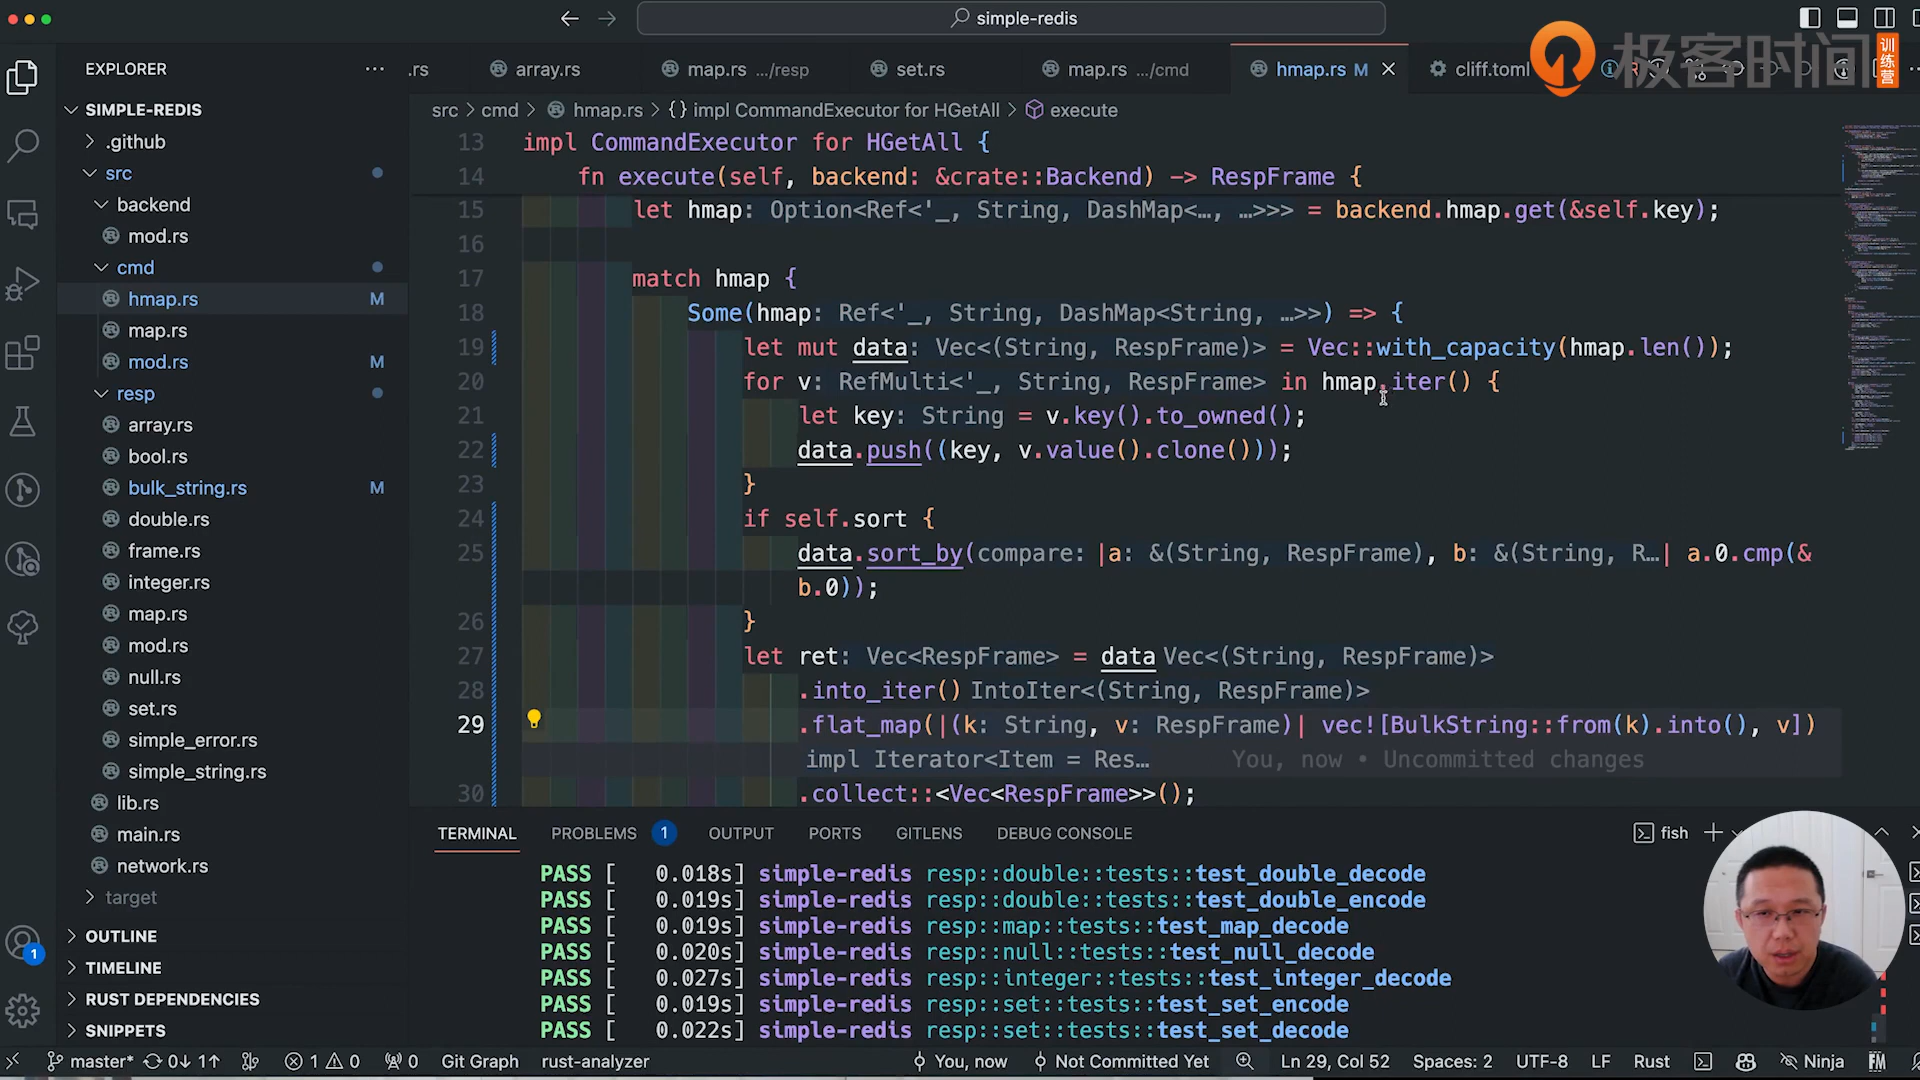 simple-redis
EXPLORER
.rs
array.rs
map.rs .../resp
set.rs
map.rs .../cmd
hmap.rs M
cliff.toml
极客时间
训练营
SIMPLE-REDIS
src > cmd > hmap.rs > {} impl CommandExecutor for HGetAll > execute
.github
src
backend
mod.rs
cmd
hmap.rs M
map.rs
mod.rs M
resp
array.rs
bool.rs
bulk_string.rs M
double.rs
frame.rs
integer.rs
map.rs
mod.rs
null.rs
set.rs
simple_error.rs
simple_string.rs
lib.rs
main.rs
network.rs
target
OUTLINE
TIMELINE
RUST DEPENDENCIES
SNIPPETS
13 impl CommandExecutor for HGetAll {
14 fn execute(self, backend: &crate::Backend) -> RespFrame {
15 let hmap: Option<Ref<'_, String, DashMap<…, …>>> = backend.hmap.get(&self.key);
16
17 match hmap {
18 Some(hmap: Ref<'_, String, DashMap<String, …>>) => {
19 let mut data: Vec<(String, RespFrame)> = Vec::with_capacity(hmap.len());
20 for v: RefMulti<'_, String, RespFrame> in hmap.iter() {
21 let key: String = v.key().to_owned();
22 data.push((key, v.value().clone()));
23 }
24 if self.sort {
25 data.sort_by(compare: |a: &(String, RespFrame), b: &(String, R…| a.0.cmp(&
b.0));
26 }
27 let ret: Vec<RespFrame> = data Vec<(String, RespFrame)>
28 .into_iter() IntoIter<(String, RespFrame)>
29 .flat_map(|(k: String, v: RespFrame)| vec![BulkString::from(k).into(), v])
impl Iterator<Item = Res… You, now • Uncommitted changes
30 .collect::<Vec<RespFrame>>();
TERMINAL PROBLEMS 1 OUTPUT PORTS GITLENS DEBUG CONSOLE
fish
PASS [ 0.018s] simple-redis resp::double::tests::test_double_decode
PASS [ 0.019s] simple-redis resp::double::tests::test_double_encode
PASS [ 0.019s] simple-redis resp::map::tests::test_map_decode
PASS [ 0.020s] simple-redis resp::null::tests::test_null_decode
PASS [ 0.027s] simple-redis resp::integer::tests::test_integer_decode
PASS [ 0.019s] simple-redis resp::set::tests::test_set_encode
PASS [ 0.022s] simple-redis resp::set::tests::test_set_decode
1
master* 0↓ 1↑ 1 0 0 Git Graph rust-analyzer You, now Not Committed Yet Ln 29, Col 52 Spaces: 2 UTF-8 LF Rust Ninja